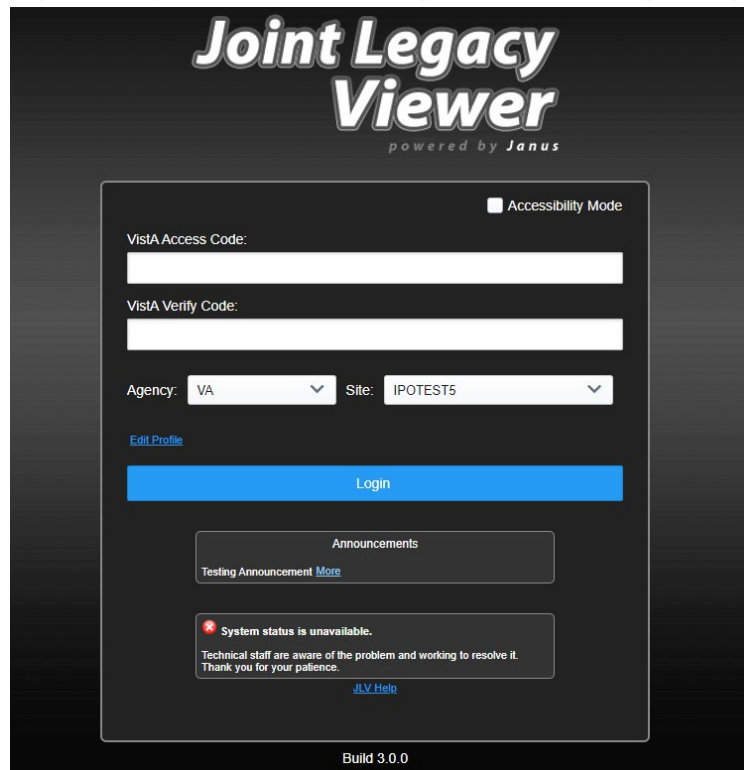 Joint Legacy
Viewer
powered by Janus
Accessibility Mode
VistA Access Code:
VistA Verify Code:
Agency: VA Site: IPOTEST5
Edit Profile
Login
Announcements
Testing Announcement More
System status is unavailable.
Technical staff are aware of the problem and working to resolve it.
Thank you for your patience.
JLV Help
Build 3.0.0